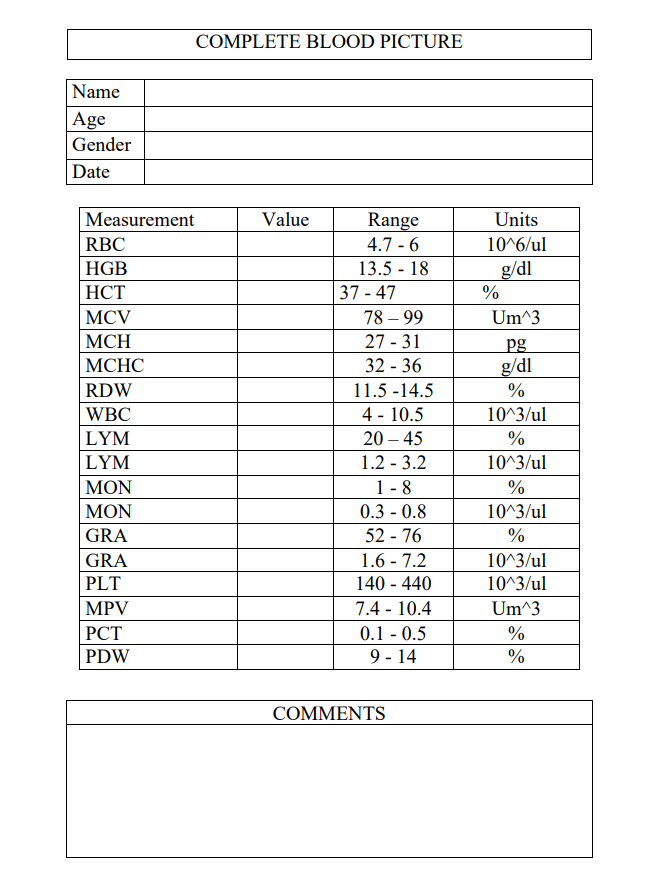 COMPLETE BLOOD PICTURE
Name
Age
Gender
Date
Measurement Value Range Units
RBC 4.7 - 6 10^6/ul
HGB 13.5 - 18 g/dl
HCT 37 - 47 %
MCV 78 – 99 Um^3
MCH 27 - 31 pg
MCHC 32 - 36 g/dl
RDW 11.5 -14.5 %
WBC 4 - 10.5 10^3/ul
LYM 20 – 45 %
LYM 1.2 - 3.2 10^3/ul
MON 1 - 8 %
MON 0.3 - 0.8 10^3/ul
GRA 52 - 76 %
GRA 1.6 - 7.2 10^3/ul
PLT 140 - 440 10^3/ul
MPV 7.4 - 10.4 Um^3
PCT 0.1 - 0.5 %
PDW 9 - 14 %
COMMENTS